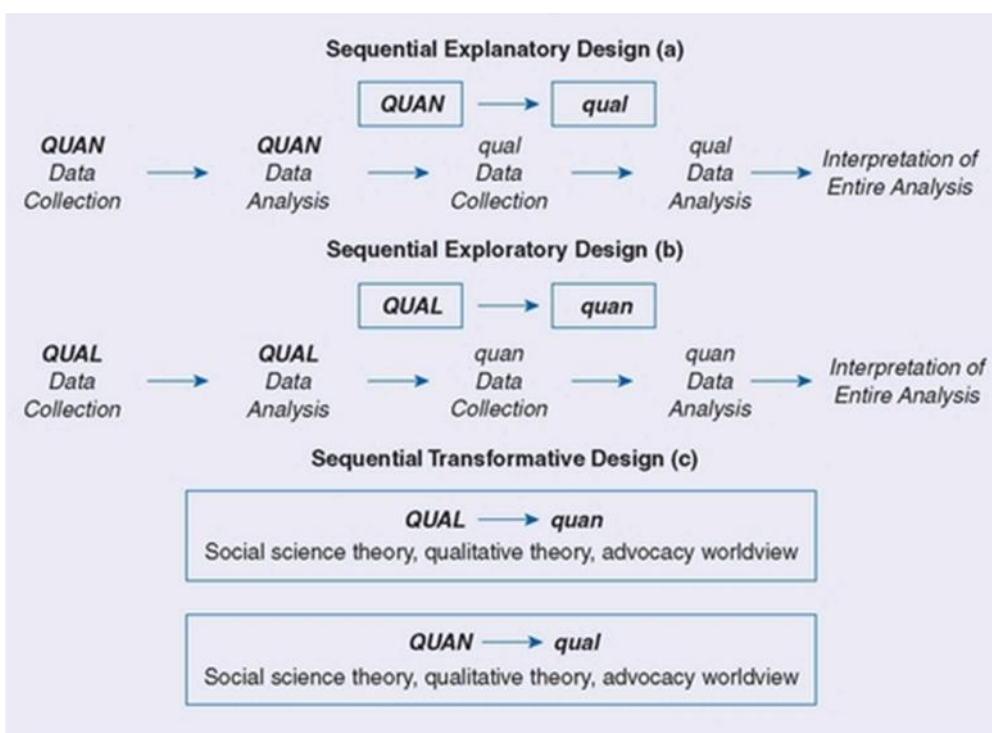 Sequential Explanatory Design (a)
QUAN → qual
QUAN Data Collection → QUAN Data Analysis → qual Data Collection → qual Data Analysis → Interpretation of Entire Analysis
Sequential Exploratory Design (b)
QUAL → quan
QUAL Data Collection → QUAL Data Analysis → quan Data Collection → quan Data Analysis → Interpretation of Entire Analysis
Sequential Transformative Design (c)
QUAL → quan
Social science theory, qualitative theory, advocacy worldview
QUAN → qual
Social science theory, qualitative theory, advocacy worldview